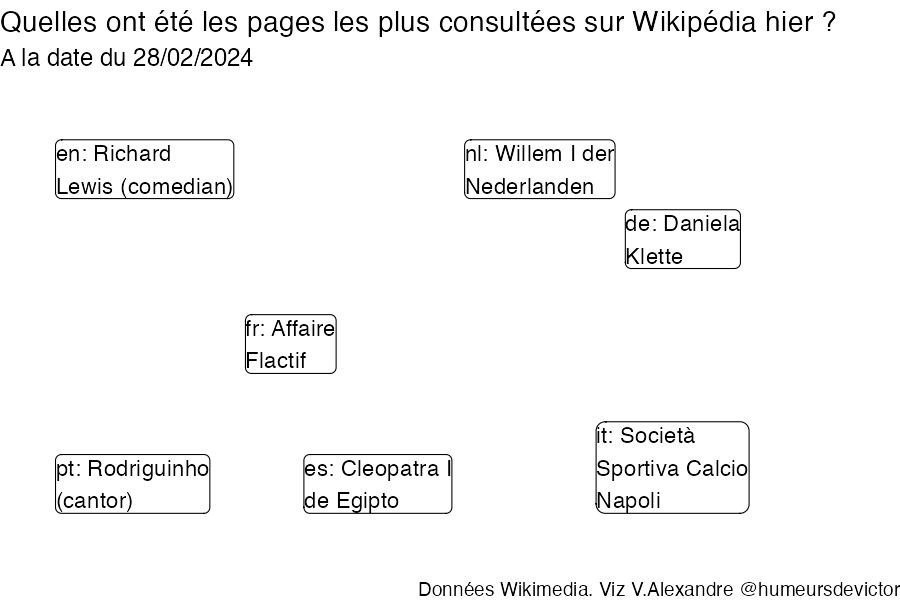 Quelles ont été les pages les plus consultées sur Wikipédia hier ?
A la date du 28/02/2024
en: Richard
Lewis (comedian)
nl: Willem I der
Nederlanden
de: Daniela
Klette
fr: Affaire
Flactif
it: Società
Sportiva Calcio
Napoli
pt: Rodriguinho
(cantor)
es: Cleopatra I
de Egipto
Données Wikimedia. Viz V.Alexandre @humeursdevictor